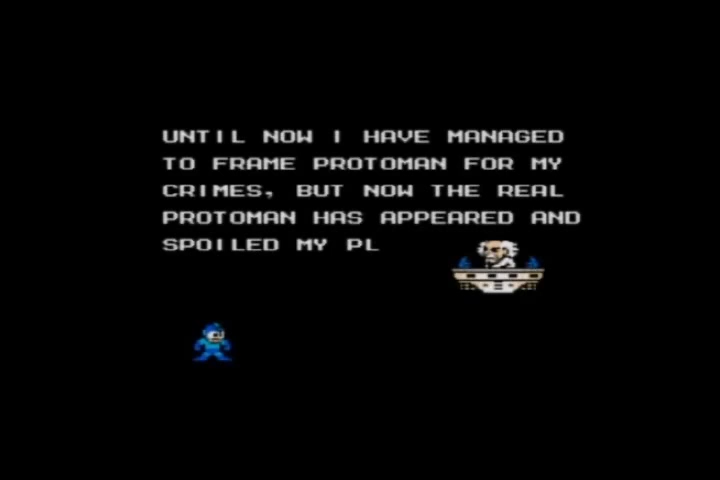 UNTIL NOW I HAVE MANAGED
TO FRAME PROTOMAN FOR MY
CRIMES, BUT NOW THE REAL
PROTOMAN HAS APPEARED AND
SPOILED MY PL